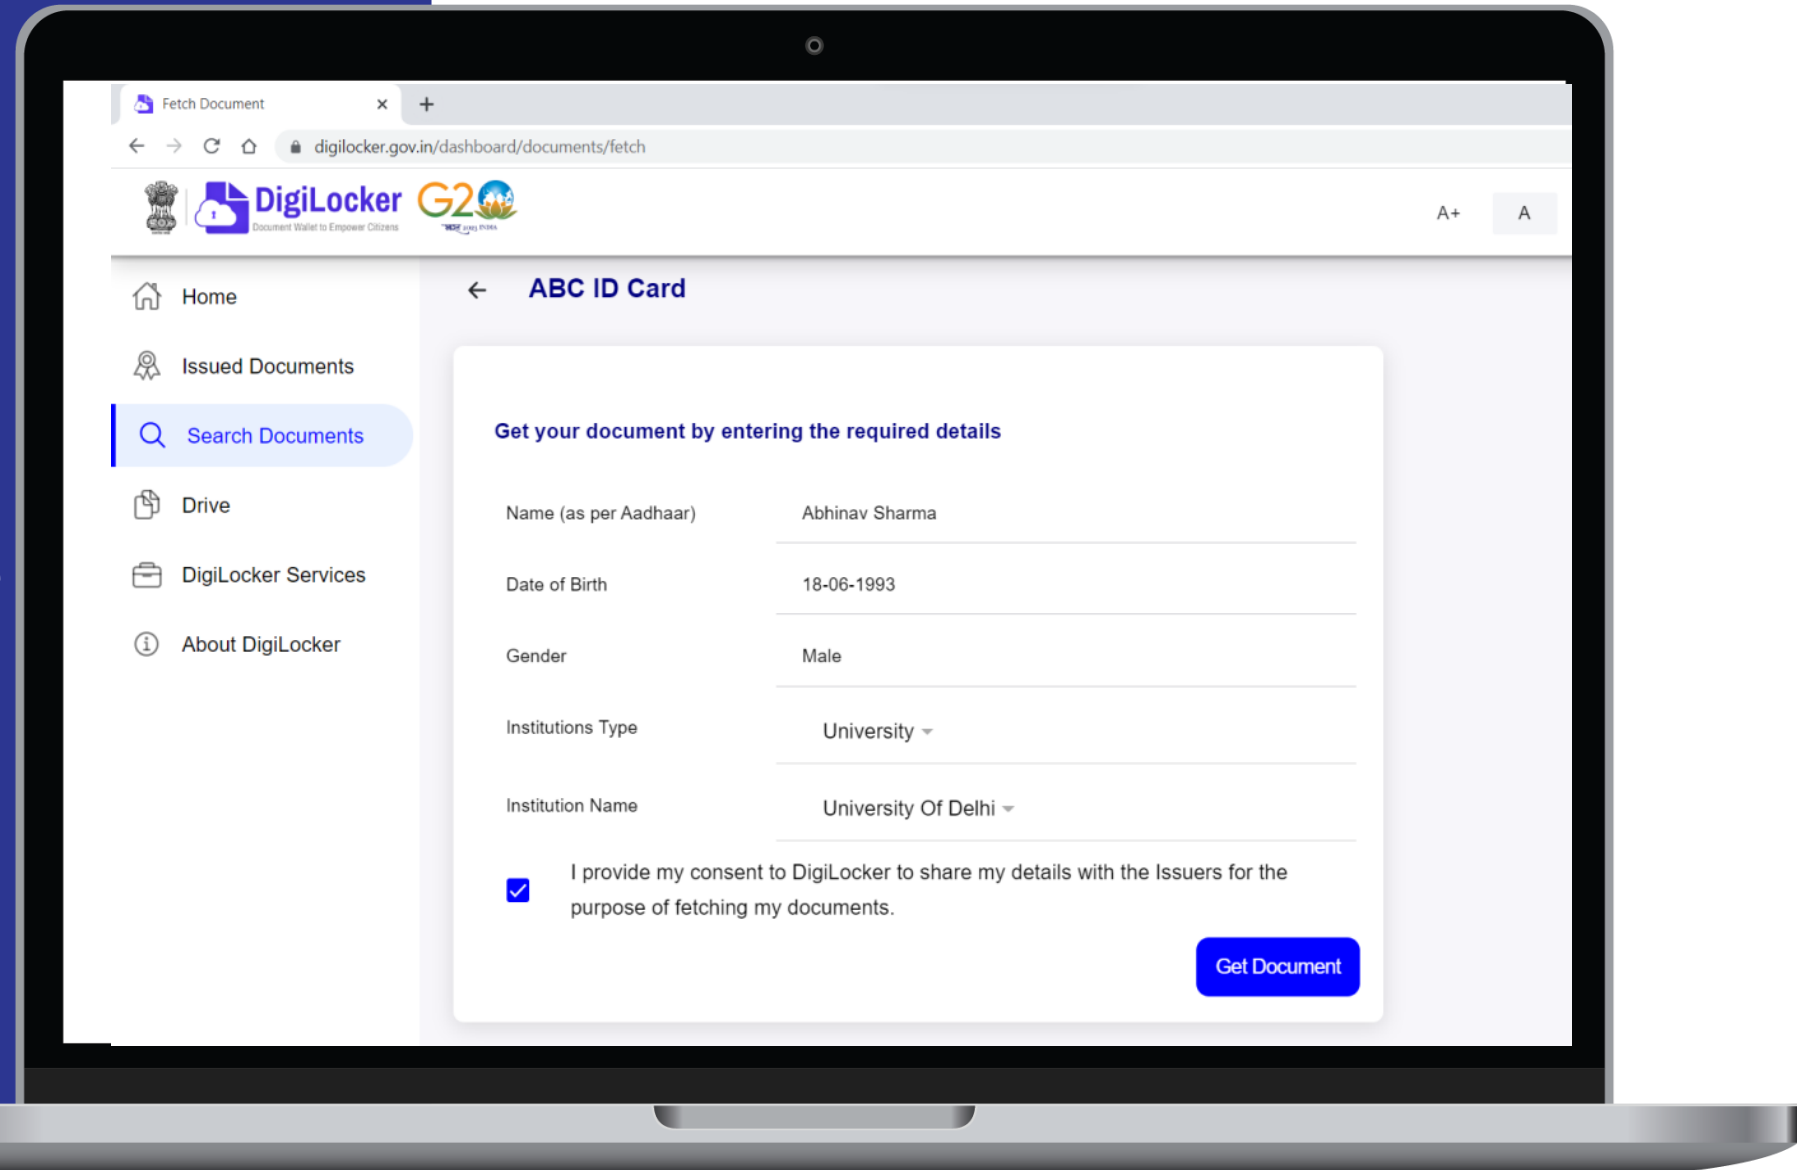 Fetch Document
digilocker.gov.in/dashboard/documents/fetch
DigiLocker
Document Wallet to Empower Citizens
G20
भारत 2023 INDIA
A+ A
Home
Issued Documents
Search Documents
Drive
DigiLocker Services
About DigiLocker
ABC ID Card
Get your document by entering the required details
Name (as per Aadhaar) Abhinav Sharma
Date of Birth 18-06-1993
Gender Male
Institutions Type University
Institution Name University Of Delhi
I provide my consent to DigiLocker to share my details with the Issuers for the
purpose of fetching my documents.
Get Document